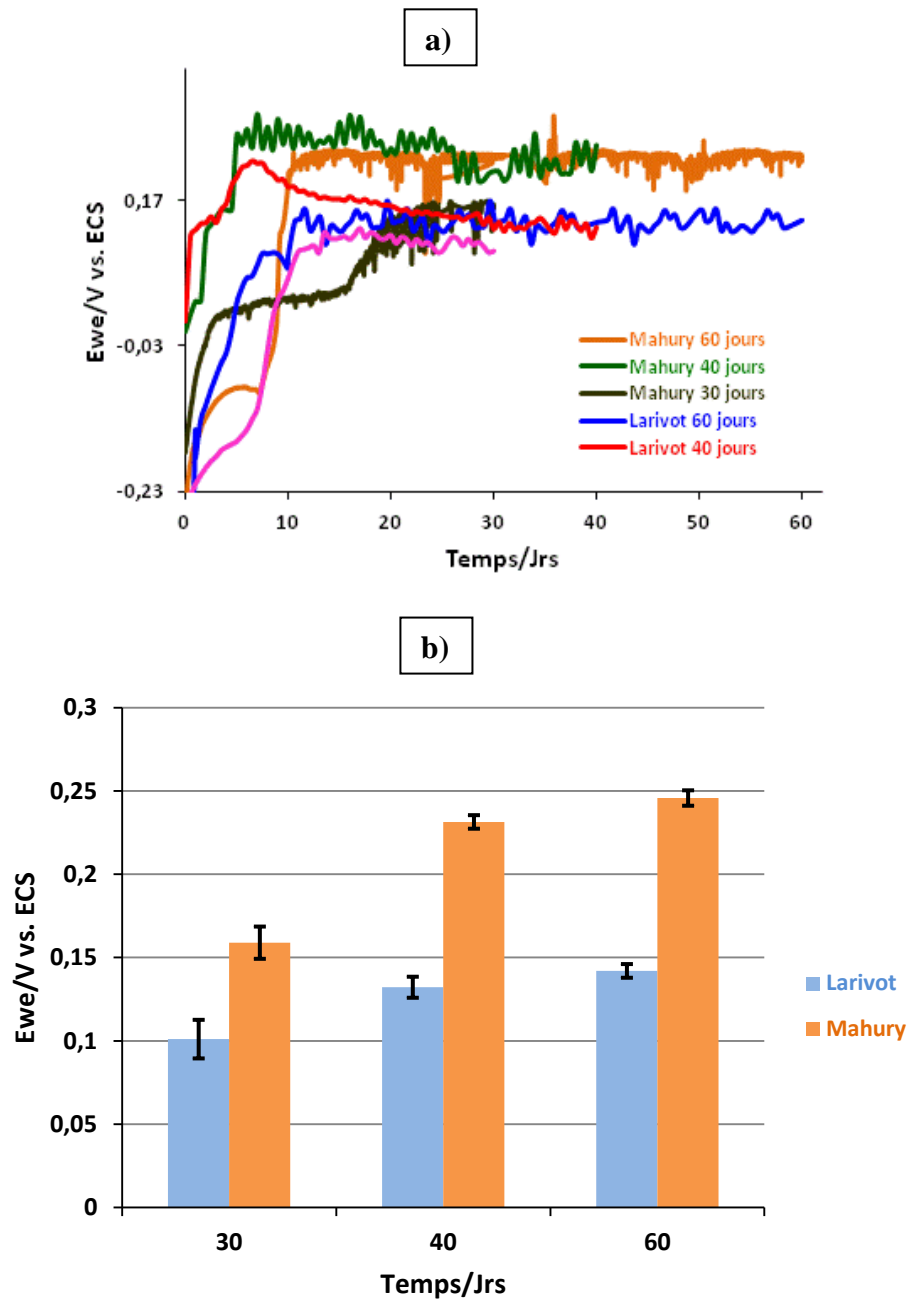 a)
Ewe/V vs. ECS
0,17
-0,03
-0,23
Mahury 60 jours
Mahury 40 jours
Mahury 30 jours
Larivot 60 jours
Larivot 40 jours
0 10 20 30 40 50 60
Temps/Jrs
b)
Ewe/V vs. ECS
0,3
0,25
0,2
0,15
0,1
0,05
0
Larivot
Mahury
30 40 60
Temps/Jrs